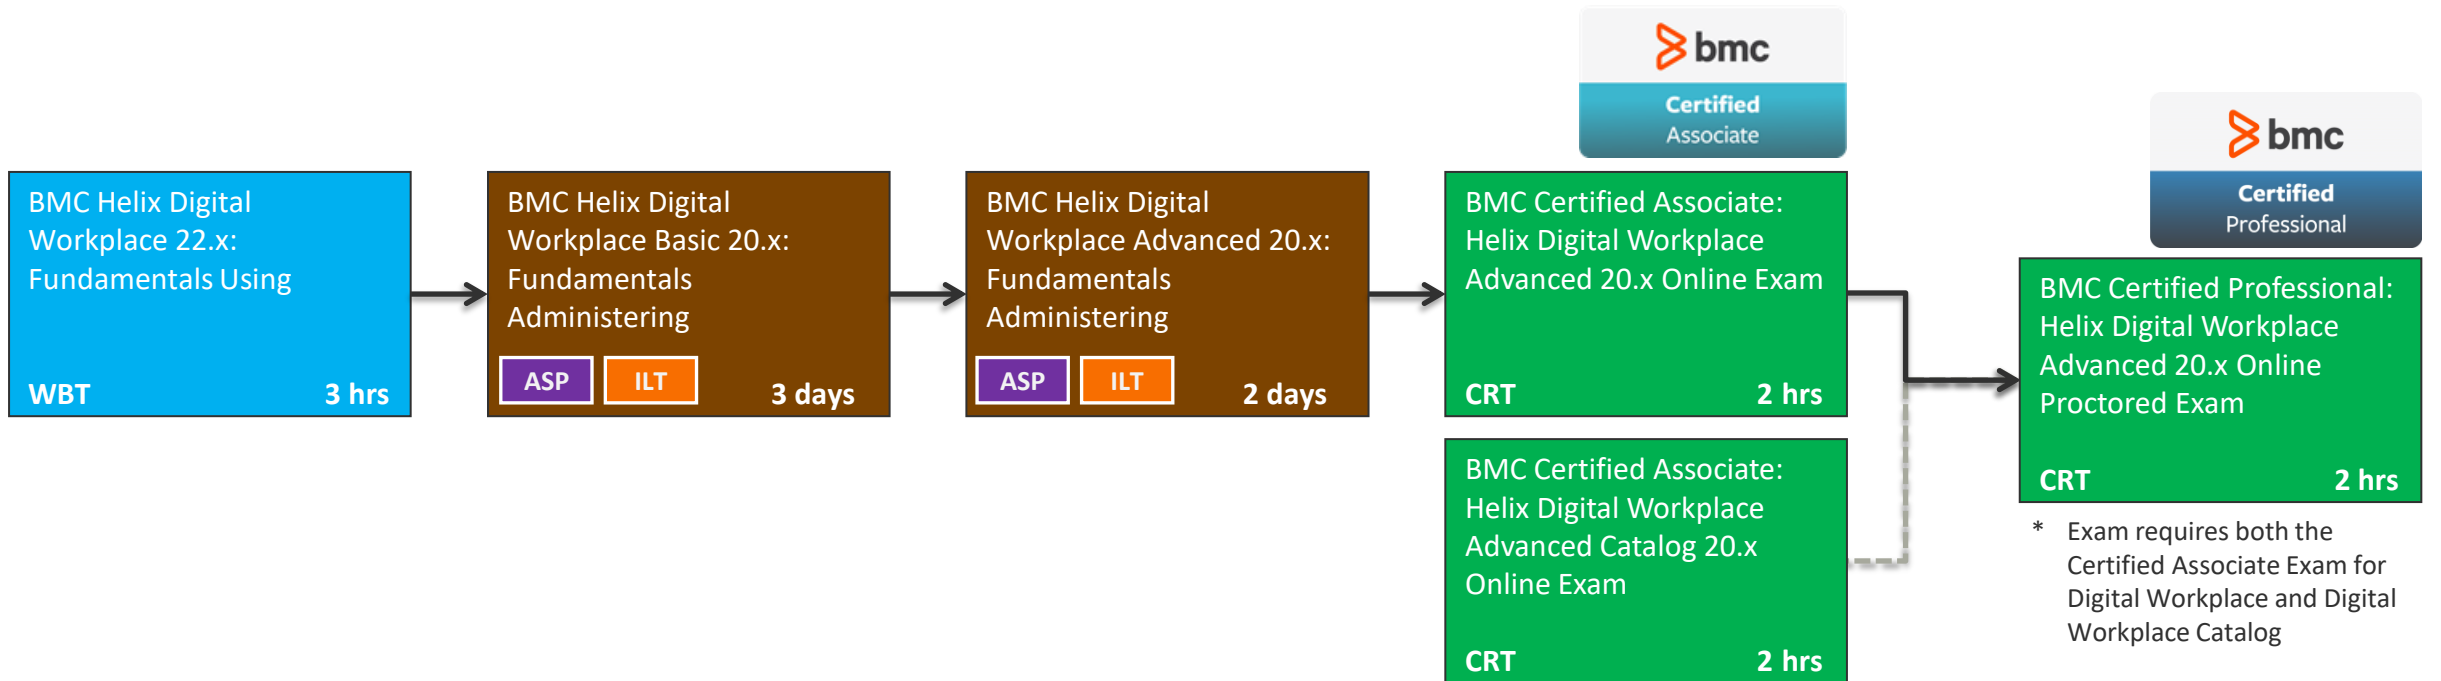 bmc
Certified
Associate
bmc
Certified
Professional
BMC Helix Digital
Workplace 22.x:
Fundamentals Using
WBT 3 hrs
BMC Helix Digital
Workplace Basic 20.x:
Fundamentals
Administering
ASP ILT 3 days
BMC Helix Digital
Workplace Advanced 20.x:
Fundamentals
Administering
ASP ILT 2 days
BMC Certified Associate:
Helix Digital Workplace
Advanced 20.x Online Exam
CRT 2 hrs
BMC Certified Associate:
Helix Digital Workplace
Advanced Catalog 20.x
Online Exam
CRT 2 hrs
BMC Certified Professional:
Helix Digital Workplace
Advanced 20.x Online
Proctored Exam
CRT 2 hrs
* Exam requires both the
Certified Associate Exam for
Digital Workplace and Digital
Workplace Catalog